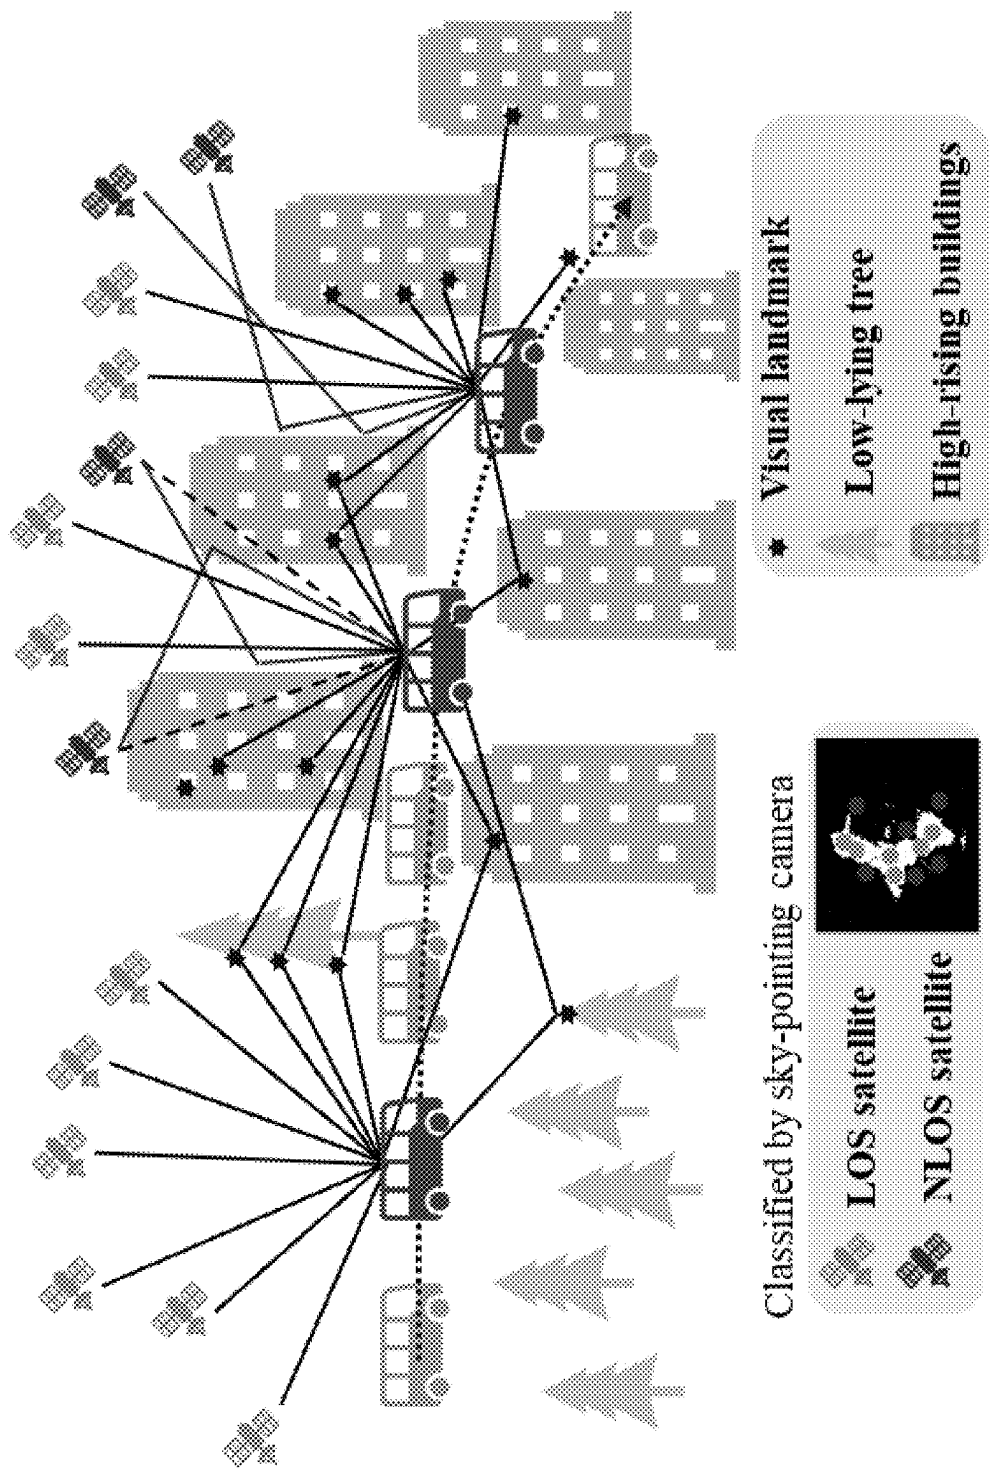 Classified by sky-pointing camera
LOS satellite
NLOS satellite
Visual landmark
Low-lying tree
High-rising buildings